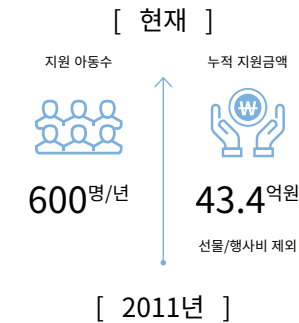 [ 현재 ]
지원 아동수
600명/년
누적 지원금액
₩
43.4억원
선물/행사비 제외
[ 2011년 ]